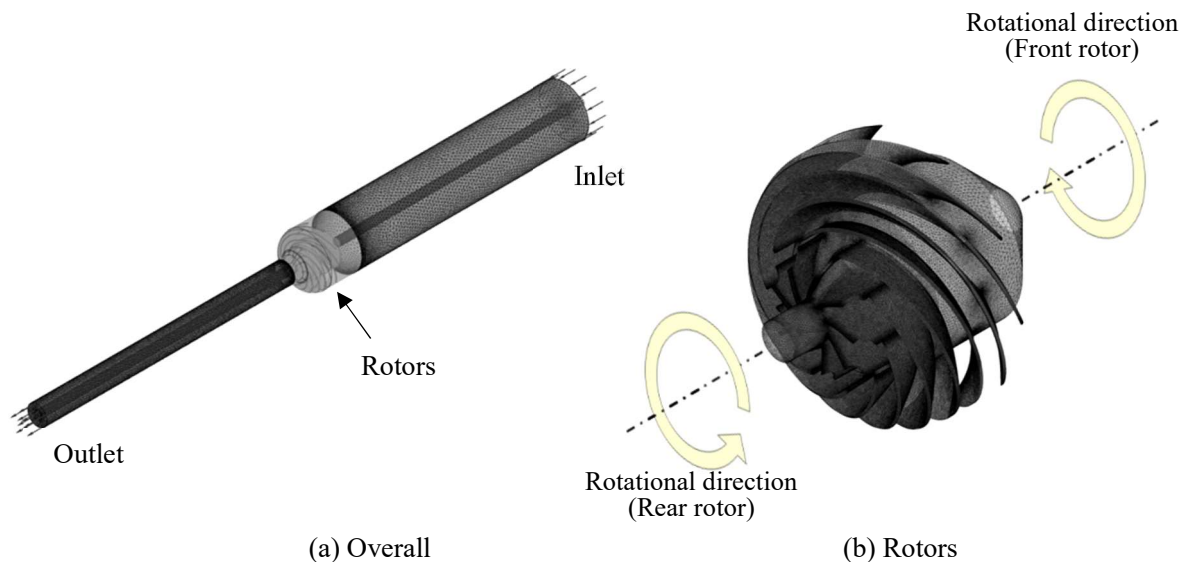 Rotational direction
(Front rotor)
Inlet
Rotors
Outlet
Rotational direction
(Rear rotor)
(a) Overall
(b) Rotors